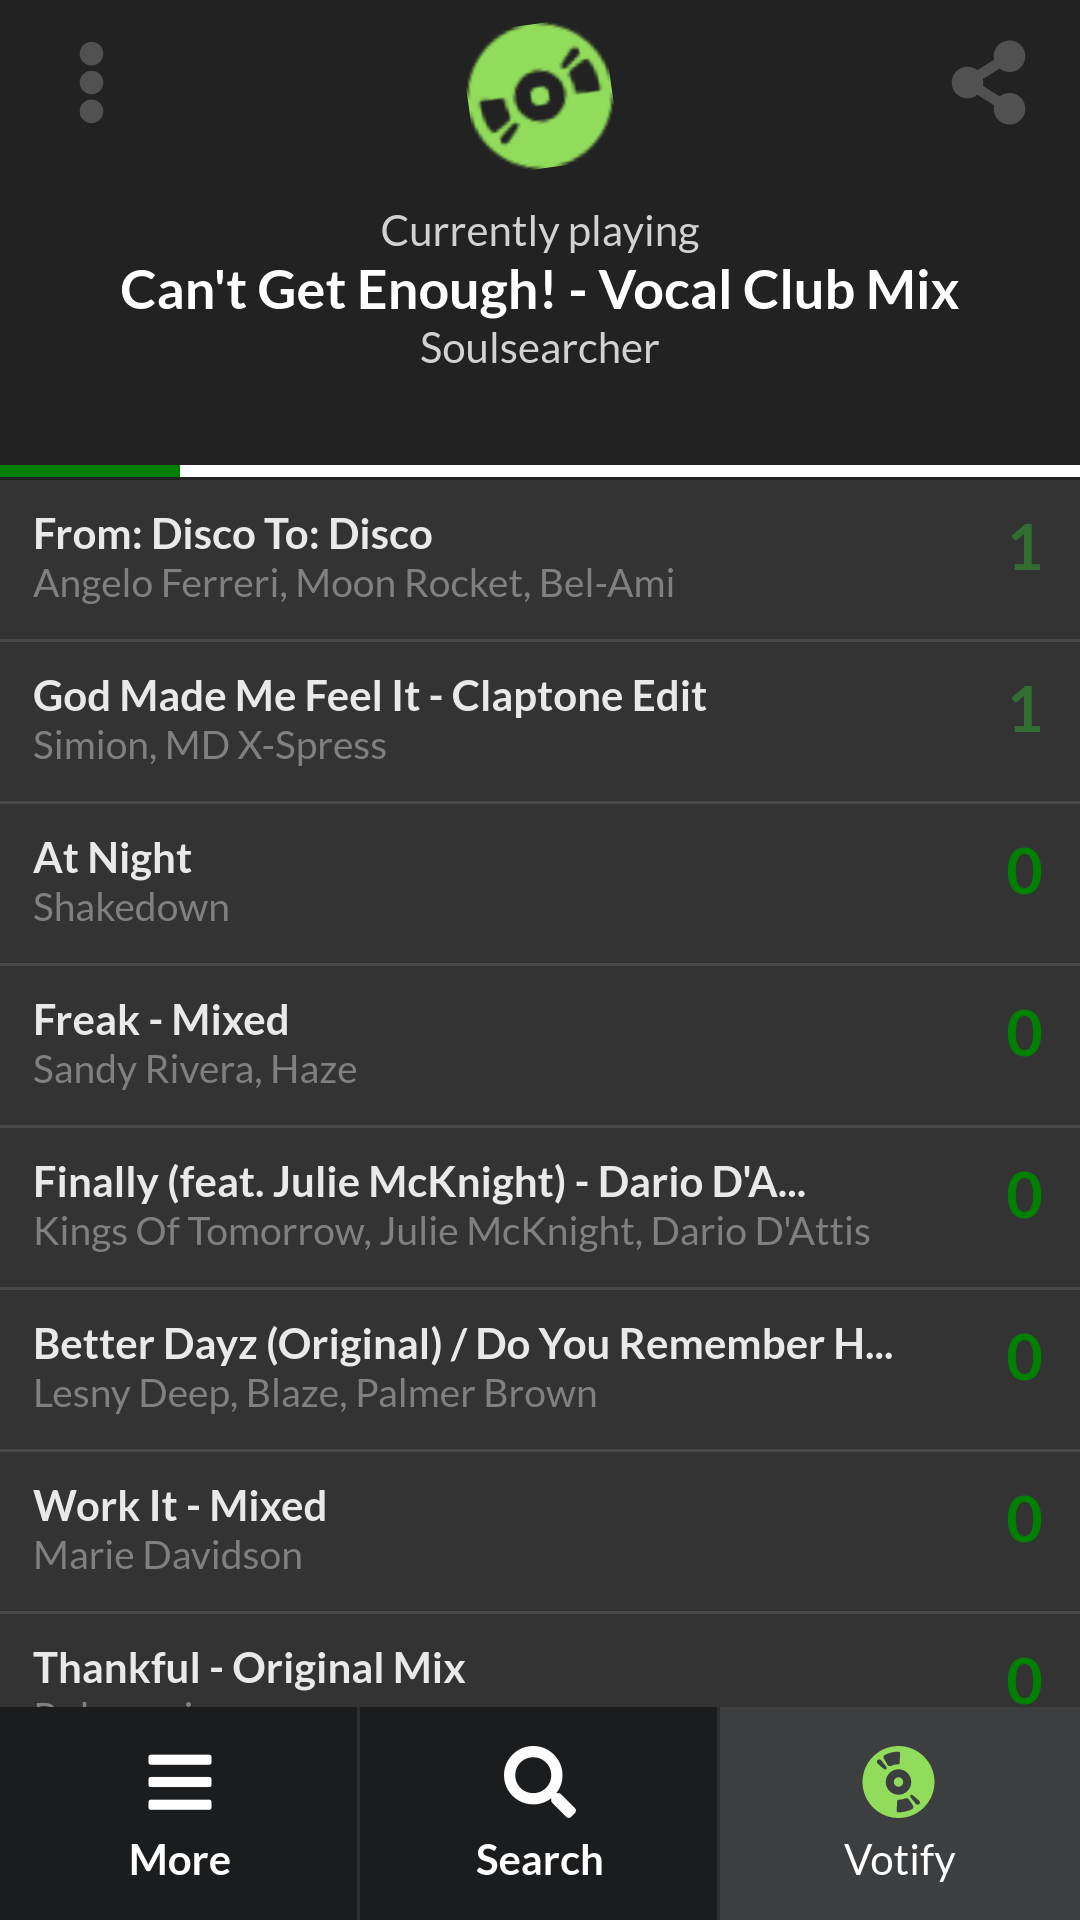 Currently playing
Can't Get Enough! - Vocal Club Mix
Soulsearcher
From: Disco To: Disco
1
Angelo Ferreri, Moon Rocket, Bel-Ami
God Made Me Feel It - Claptone Edit
1
Simion, MD X-Spress
At Night
0
Shakedown
Freak - Mixed
0
Sandy Rivera, Haze
Finally (feat. Julie McKnight) - Dario D'A...
0
Kings Of Tomorrow, Julie McKnight, Dario D'Attis
Better Dayz (Original) / Do You Remember H...
0
Lesny Deep, Blaze, Palmer Brown
Work It - Mixed
0
Marie Davidson
Thankful - Original Mix
0
More
Search
Votify